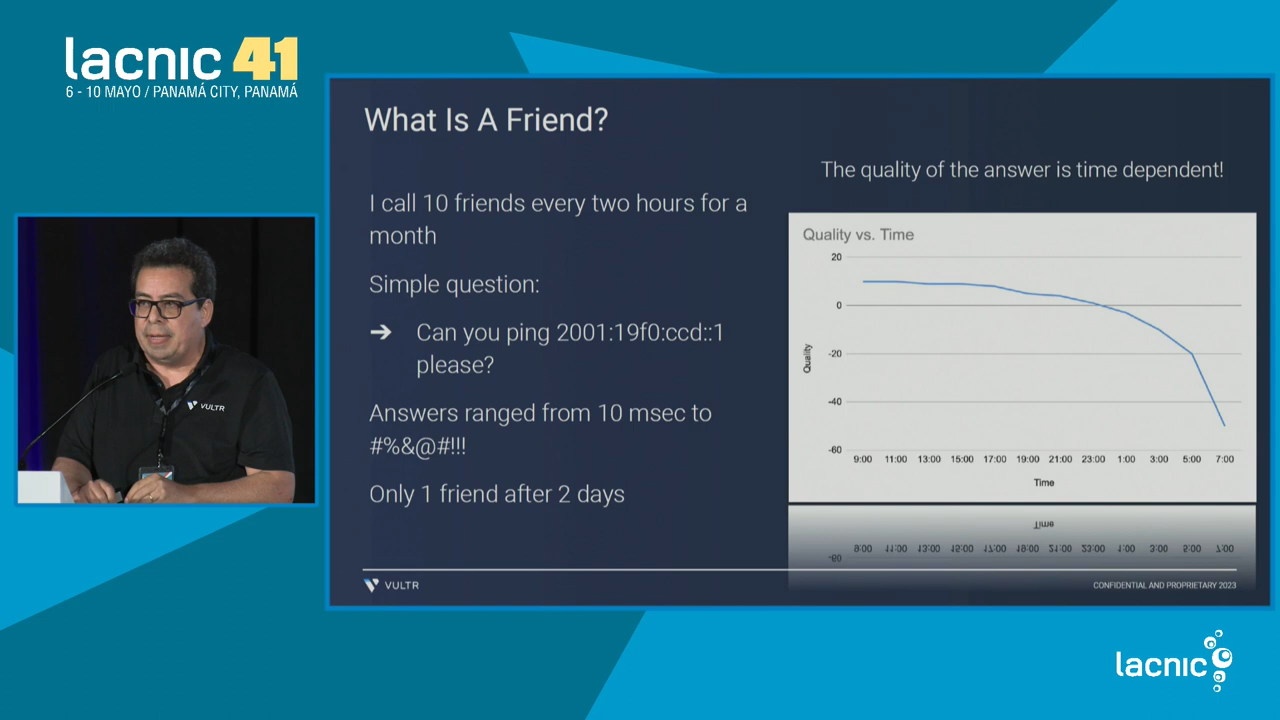 lacnic 41
6 - 10 MAYO / PANAMÁ CITY, PANAMÁ
What Is A Friend?
I call 10 friends every two hours for a
month
Simple question:
➔ Can you ping 2001:19f0:ccd::1
please?
Answers ranged from 10 msec to
#%&@#!!!
Only 1 friend after 2 days
The quality of the answer is time dependent!
Quality vs. Time
20
0
-20
-40
-60
Quality
9:00 11:00 13:00 15:00 17:00 19:00 21:00 23:00 1:00 3:00 5:00 7:00
Time
VULTR
VULTR
CONFIDENTIAL AND PROPRIETARY 2023
lacnic